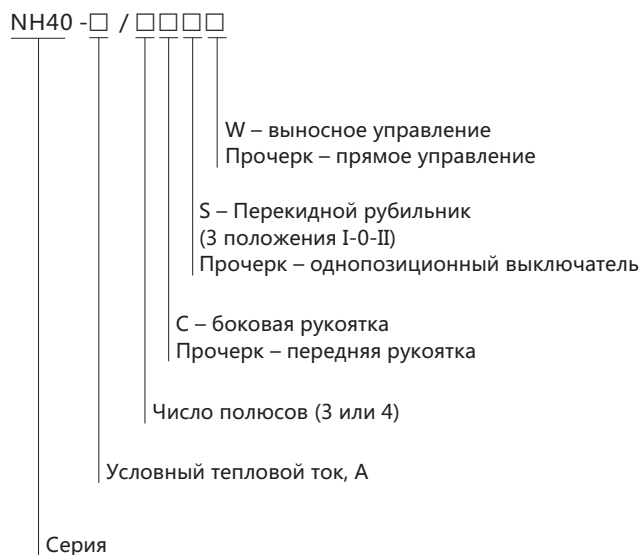 NH40 -□ / □□□□
W – выносное управление
Прочерк – прямое управление
S – Перекидной рубильник
(3 положения I-0-II)
Прочерк – однопозиционный выключатель
C – боковая рукоятка
Прочерк – передняя рукоятка
Число полюсов (3 или 4)
Условный тепловой ток, А
Серия